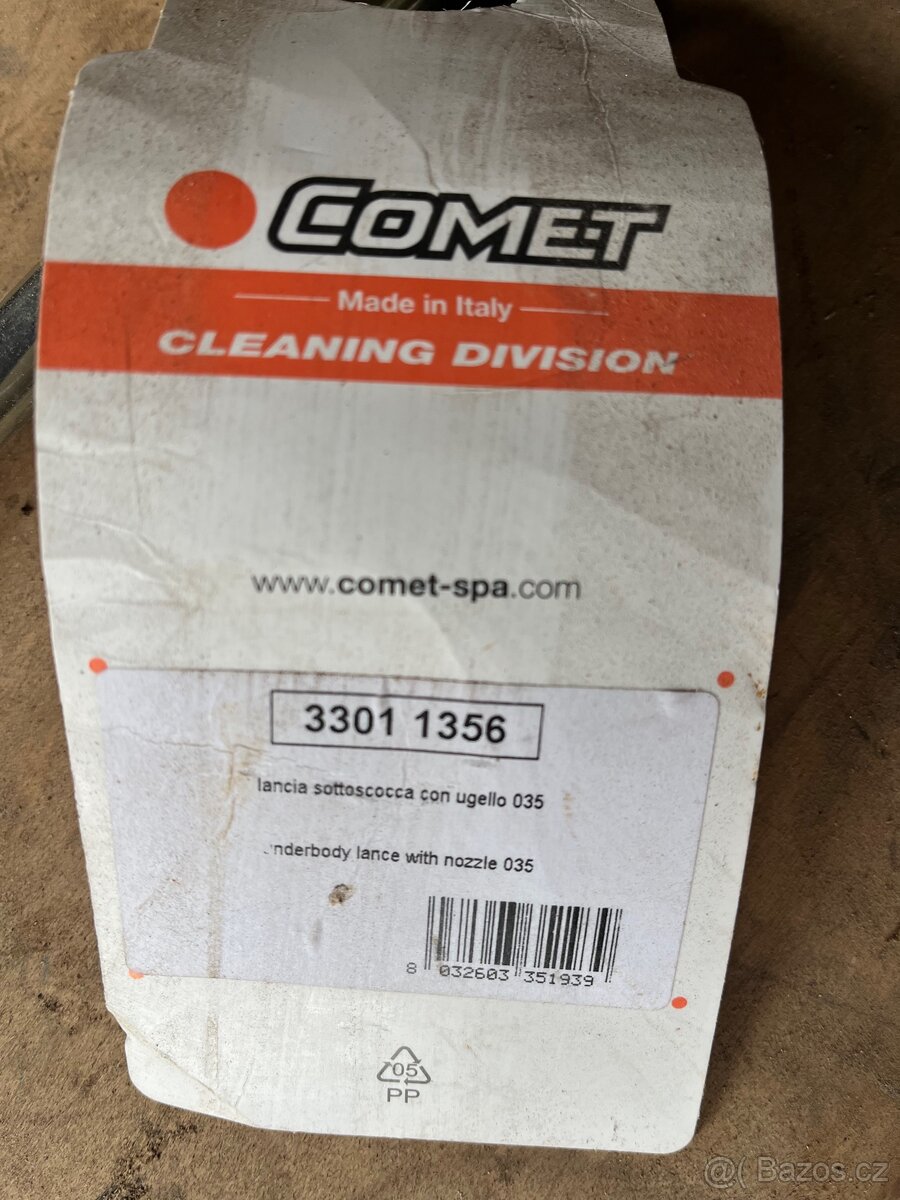 COMET
Made in Italy
CLEANING DIVISION
www.comet-spa.com
3301 1356
lancia sottoscocca con ugello 035
underbody lance with nozzle 035
8 032603 351939
05
PP
@( Bazos.cz